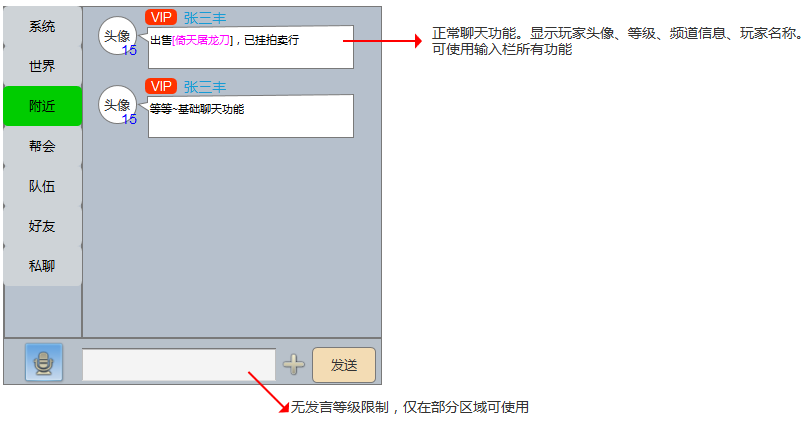 系统
世界
附近
帮会
队伍
好友
私聊
头像
15
VIP 张三丰
出售[倚天屠龙刀]，已挂拍卖行
头像
15
VIP 张三丰
等等~基础聊天功能
发送
正常聊天功能。显示玩家头像、等级、频道信息、玩家名称。
可使用输入栏所有功能
无发言等级限制，仅在部分区域可使用